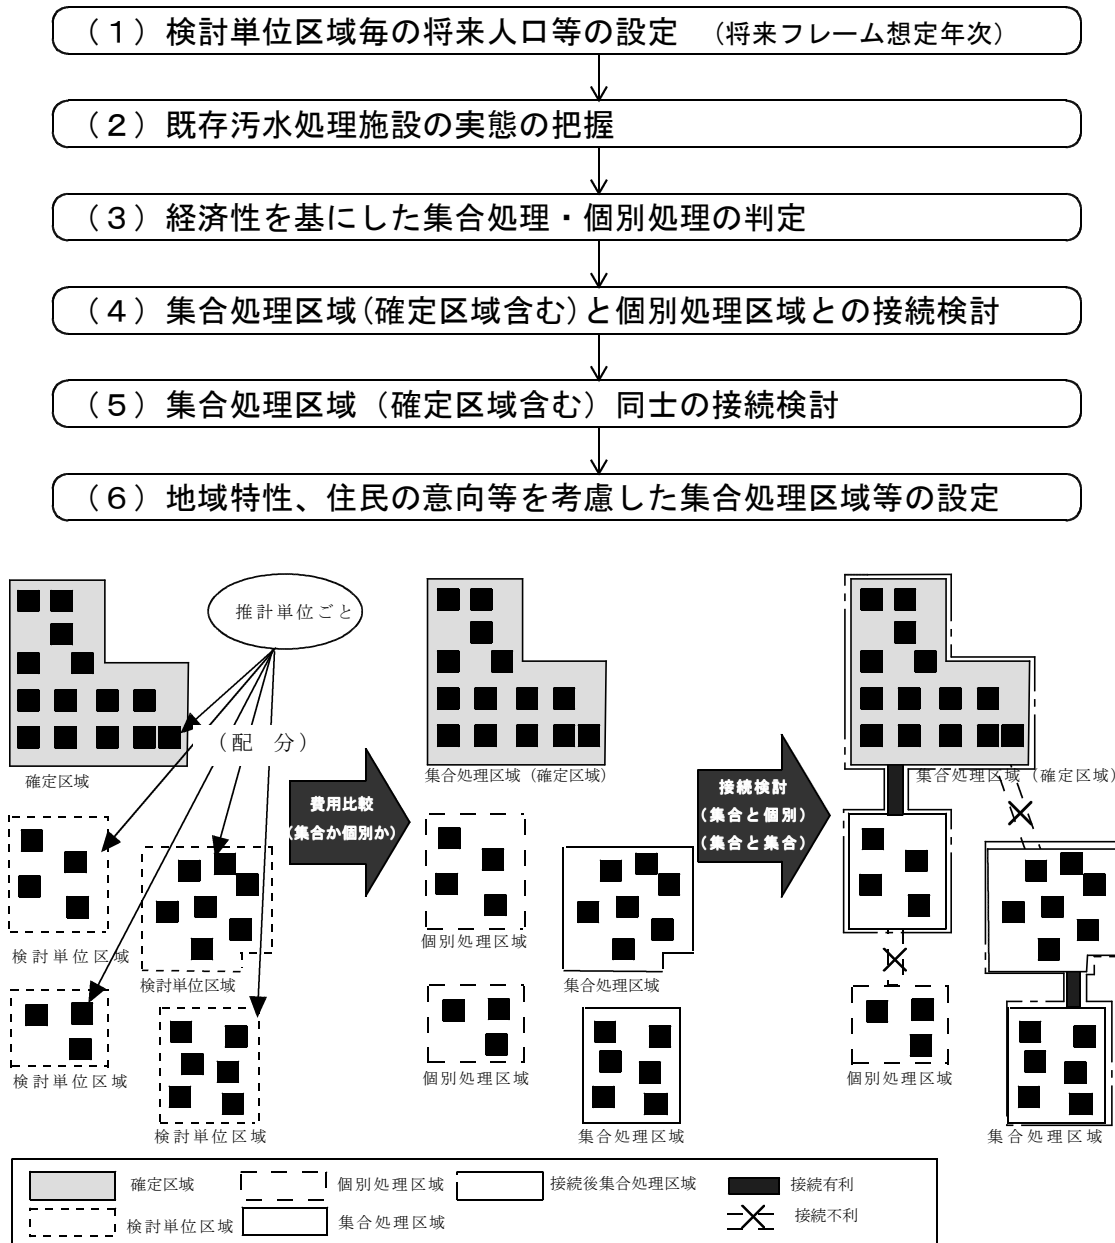 （１）検討単位区域毎の将来人口等の設定　（将来フレーム想定年次）
（２）既存汚水処理施設の実態の把握
（３）経済性を基にした集合処理・個別処理の判定
（４）集合処理区域(確定区域含む)と個別処理区域との接続検討
（５）集合処理区域（確定区域含む）同士の接続検討
（６）地域特性、住民の意向等を考慮した集合処理区域等の設定
推計単位ごと
（配　分）
確定区域
検討単位区域
検討単位区域
検討単位区域
検討単位区域
費用比較
(集合か個別か)
集合処理区域（確定区域）
個別処理区域
集合処理区域
個別処理区域
集合処理区域
接続検討
(集合と個別)
(集合と集合)
集合処理区域（確定区域）
個別処理区域
集合処理区域
確定区域
個別処理区域
接続後集合処理区域
接続有利
検討単位区域
集合処理区域
接続不利